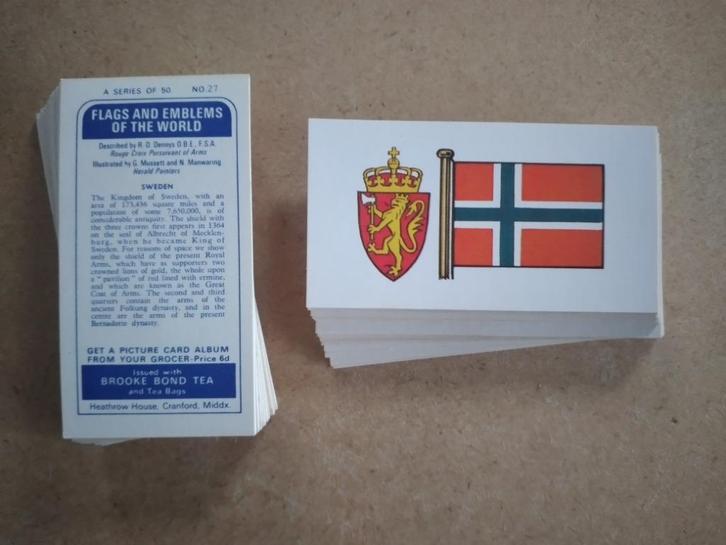 A SERIES OF 50 NO.27
FLAGS AND EMBLEMS
OF THE WORLD
Described by R. O. Dennys O.B.E., F.S.A.
Rouge Croix Pursuivant of Arms
Illustrated by G. Mussett and N. Manwaring
Herald Painters
SWEDEN
The Kingdom of Sweden, with an
area of 173,436 square miles and a
population of some 7,650,000, is of
considerable antiquity. The shield with
the three crowns first appears in 1364
on the seal of Albrecht of Mecklen-
burg, when he became King of
Sweden. For reasons of space we show
only the shield of the present Royal
Arms, which have as supporters two
crowned lions of gold, the whole upon
a "pavilion" of red lined with ermine,
and which are known as the Great
Coat of Arms. The second and third
quarters contain the arms of the
ancient Folkung dynasty, and in the
centre are the arms of the present
Bernadotte dynasty.
GET A PICTURE CARD ALBUM
FROM YOUR GROCER-Price 6d
Issued with
BROOKE BOND TEA
and Tea Bags
Heathrow House, Cranford, Middx.